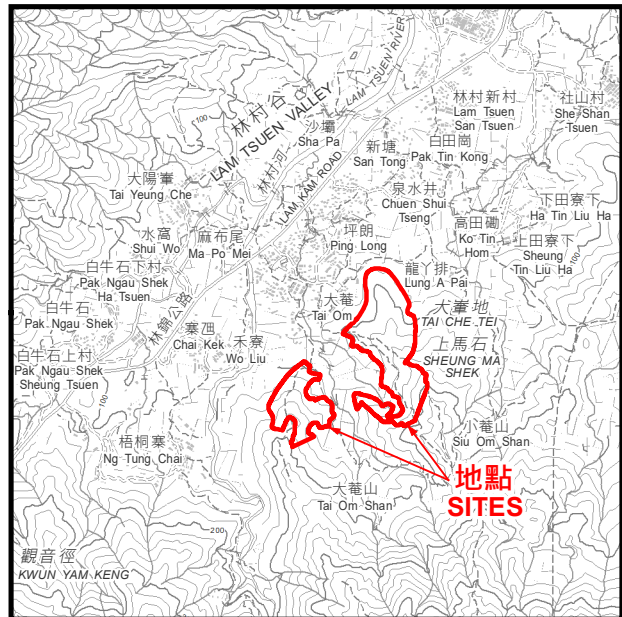 林村谷
LAM TSUEN VALLEY
LAM TSUEN RIVER
林村河
LAM KAM ROAD
沙壩
Sha Pa
林村新村
Lam Tsuen
San Tsuen
社山村
She Shan
Tsuen
新塘
San Tong
白田崗
Pak Tin Kong
大陽輋
Tai Yeung Che
泉水井
Chuen Shui
Tseng
下田寮下
Ha Tin Liu Ha
水窩
Shui Wo
麻布尾
Ma Po Mei
坪朗
Ping Long
高田磡
Ko Tin
Hom
上田寮下
Sheung
Tin Liu Ha
白牛石下村
Pak Ngau Shek
Ha Tsuen
龍丫排
Lung A Pai
100
100
100
白牛石
Pak Ngau Shek
林錦公路
大菴
Tai Om
大輋地
TAI CHE TEI
寨乪
Chai Kek
禾寮
Wo Liu
上馬石
SHEUNG MA
SHEK
白牛石上村
Pak Ngau Shek
Sheung Tsuen
小菴山
Siu Om Shan
梧桐寨
Ng Tung Chai
地點
SITES
大菴山
Tai Om Shan
200
觀音徑
KWUN YAM KENG